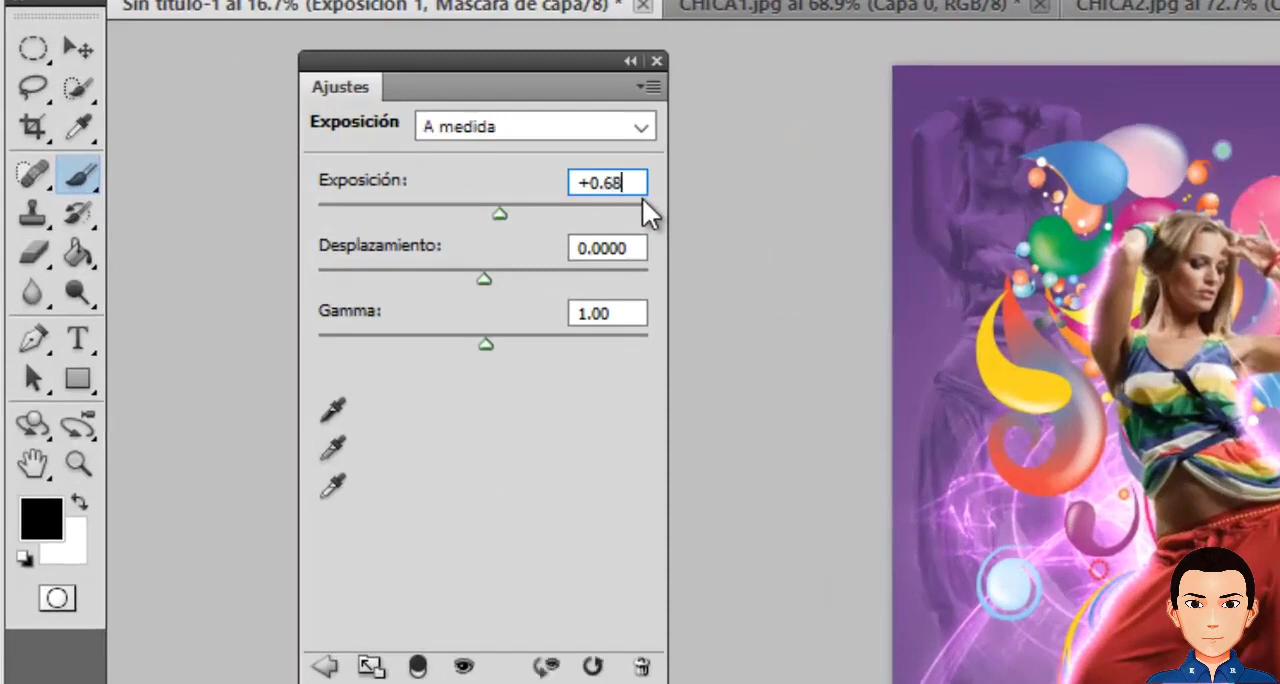 Sin título-1 al 16.7% (Exposición 1, Máscara de capa/8) *
CHICA1.jpg al 68.9% (Capa 0, RGB/8) *
CHICA2.jpg al 72.7% (C
Ajustes
Exposición
A medida
Exposición:
+0.68
Desplazamiento:
0.0000
Gamma:
1.00
T
K R